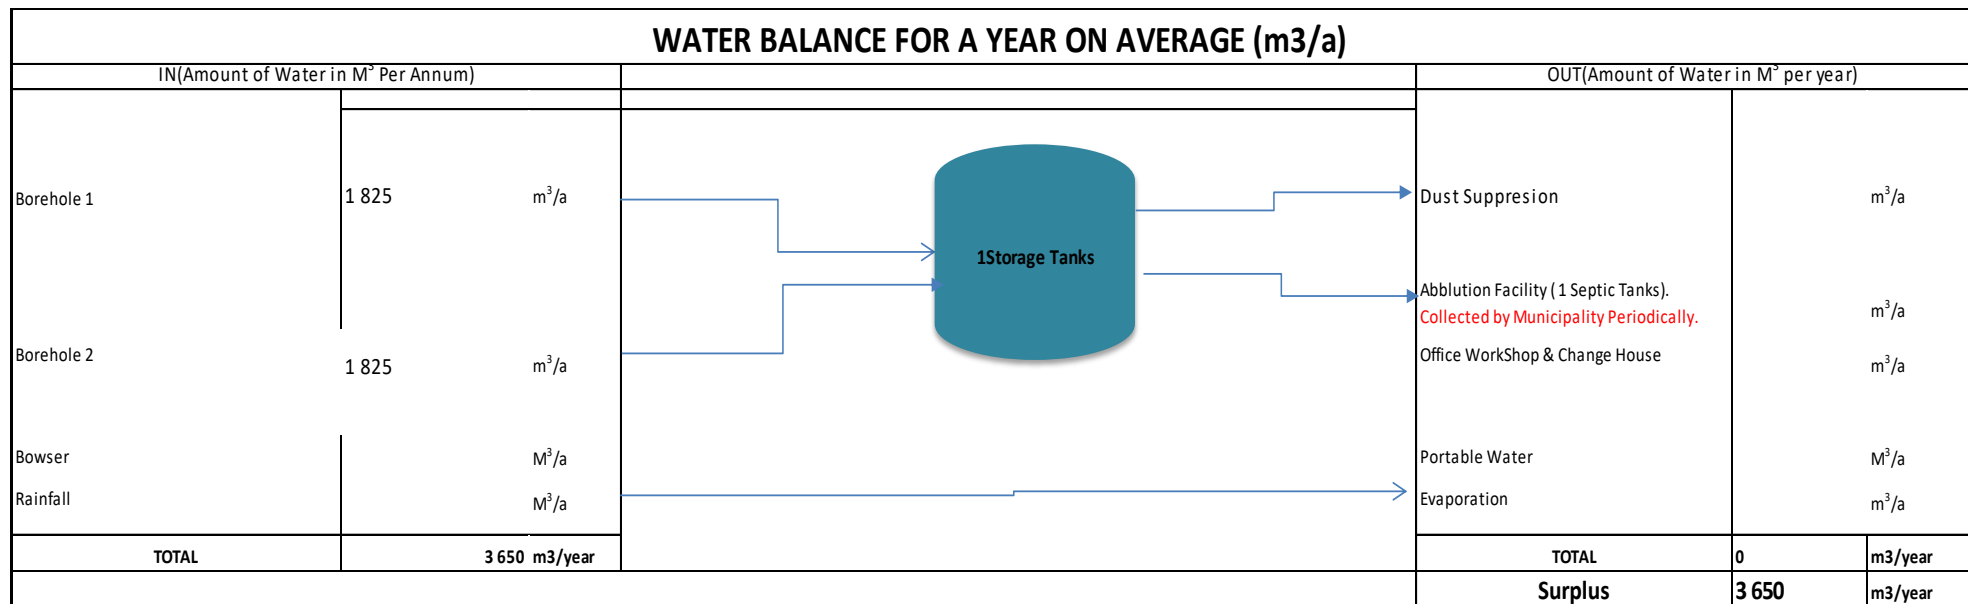 WATER BALANCE FOR A YEAR ON AVERAGE (m3/a)
IN(Amount of Water in M³ Per Annum)
OUT(Amount of Water in M³ per year)
Borehole 1 1 825 m³/a
1Storage Tanks
Dust Suppresion m³/a
Abblution Facility ( 1 Septic Tanks).
Collected by Municipality Periodically. m³/a
Borehole 2 1 825 m³/a
Office WorkShop & Change House m³/a
Bowser M³/a
Portable Water M³/a
Rainfall M³/a
Evaporation m³/a
TOTAL 3 650 m3/year
TOTAL 0 m3/year
Surplus 3 650 m3/year